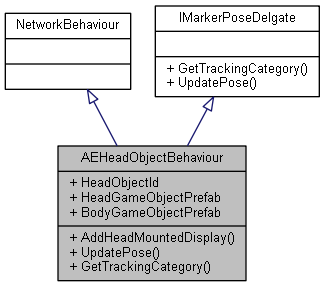 NetworkBehaviour
IMarkerPoseDelgate
+ GetTrackingCategory()
+ UpdatePose()
AEHeadObjectBehaviour
+ HeadObjectId
+ HeadGameObjectPrefab
+ BodyGameObjectPrefab
+ AddHeadMountedDisplay()
+ UpdatePose()
+ GetTrackingCategory()